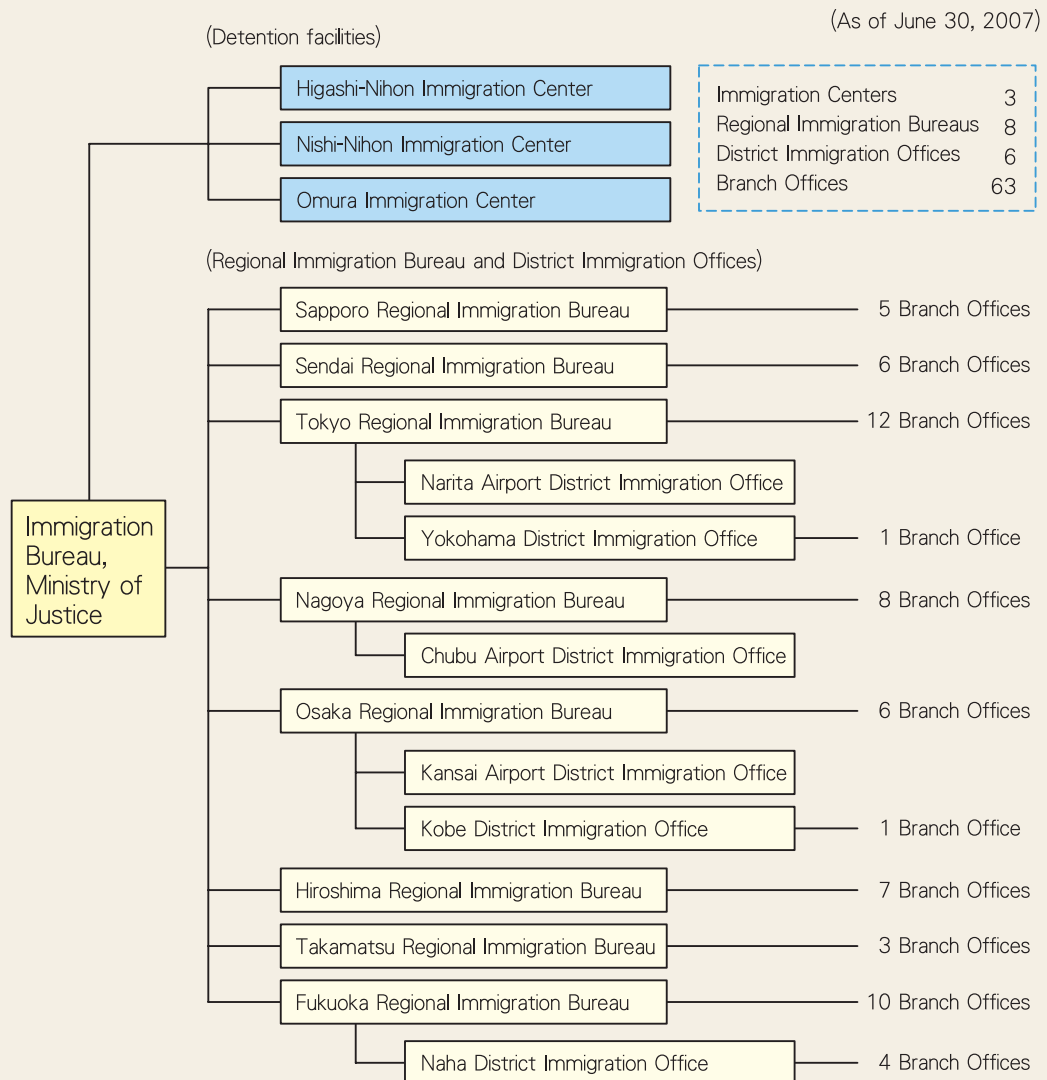 (As of June 30, 2007)
(Detention facilities)
Higashi-Nihon Immigration Center
Nishi-Nihon Immigration Center
Omura Immigration Center
Immigration Centers 3
Regional Immigration Bureaus 8
District Immigration Offices 6
Branch Offices 63
(Regional Immigration Bureau and District Immigration Offices)
Immigration
Bureau,
Ministry of
Justice
Sapporo Regional Immigration Bureau 5 Branch Offices
Sendai Regional Immigration Bureau 6 Branch Offices
Tokyo Regional Immigration Bureau 12 Branch Offices
Narita Airport District Immigration Office
Yokohama District Immigration Office 1 Branch Office
Nagoya Regional Immigration Bureau 8 Branch Offices
Chubu Airport District Immigration Office
Osaka Regional Immigration Bureau 6 Branch Offices
Kansai Airport District Immigration Office
Kobe District Immigration Office 1 Branch Office
Hiroshima Regional Immigration Bureau 7 Branch Offices
Takamatsu Regional Immigration Bureau 3 Branch Offices
Fukuoka Regional Immigration Bureau 10 Branch Offices
Naha District Immigration Office 4 Branch Offices